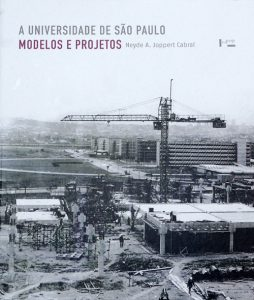 A UNIVERSIDADE DE SÃO PAULO
MODELOS E PROJETOS Neyde A. Joppert Cabral